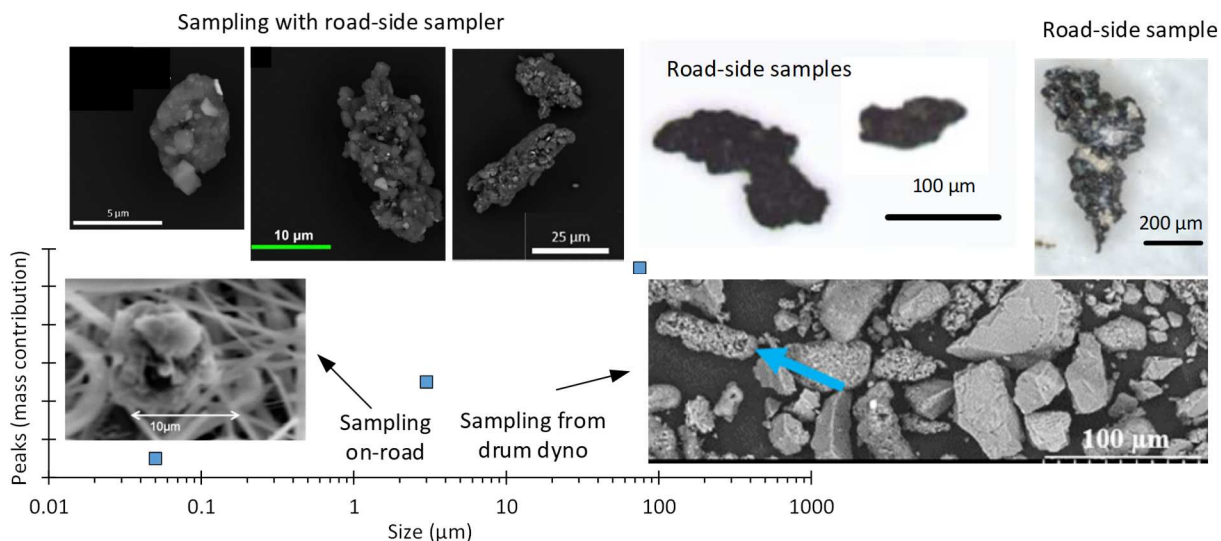 Sampling with road-side sampler
Road-side sample
Road-side samples
5 µm
10 µm
25 µm
100 µm
200 µm
Peaks (mass contribution)
10µm
Sampling
on-road
Sampling from
drum dyno
100 µm
0.01
0.1
1
10
100
1000
Size (µm)